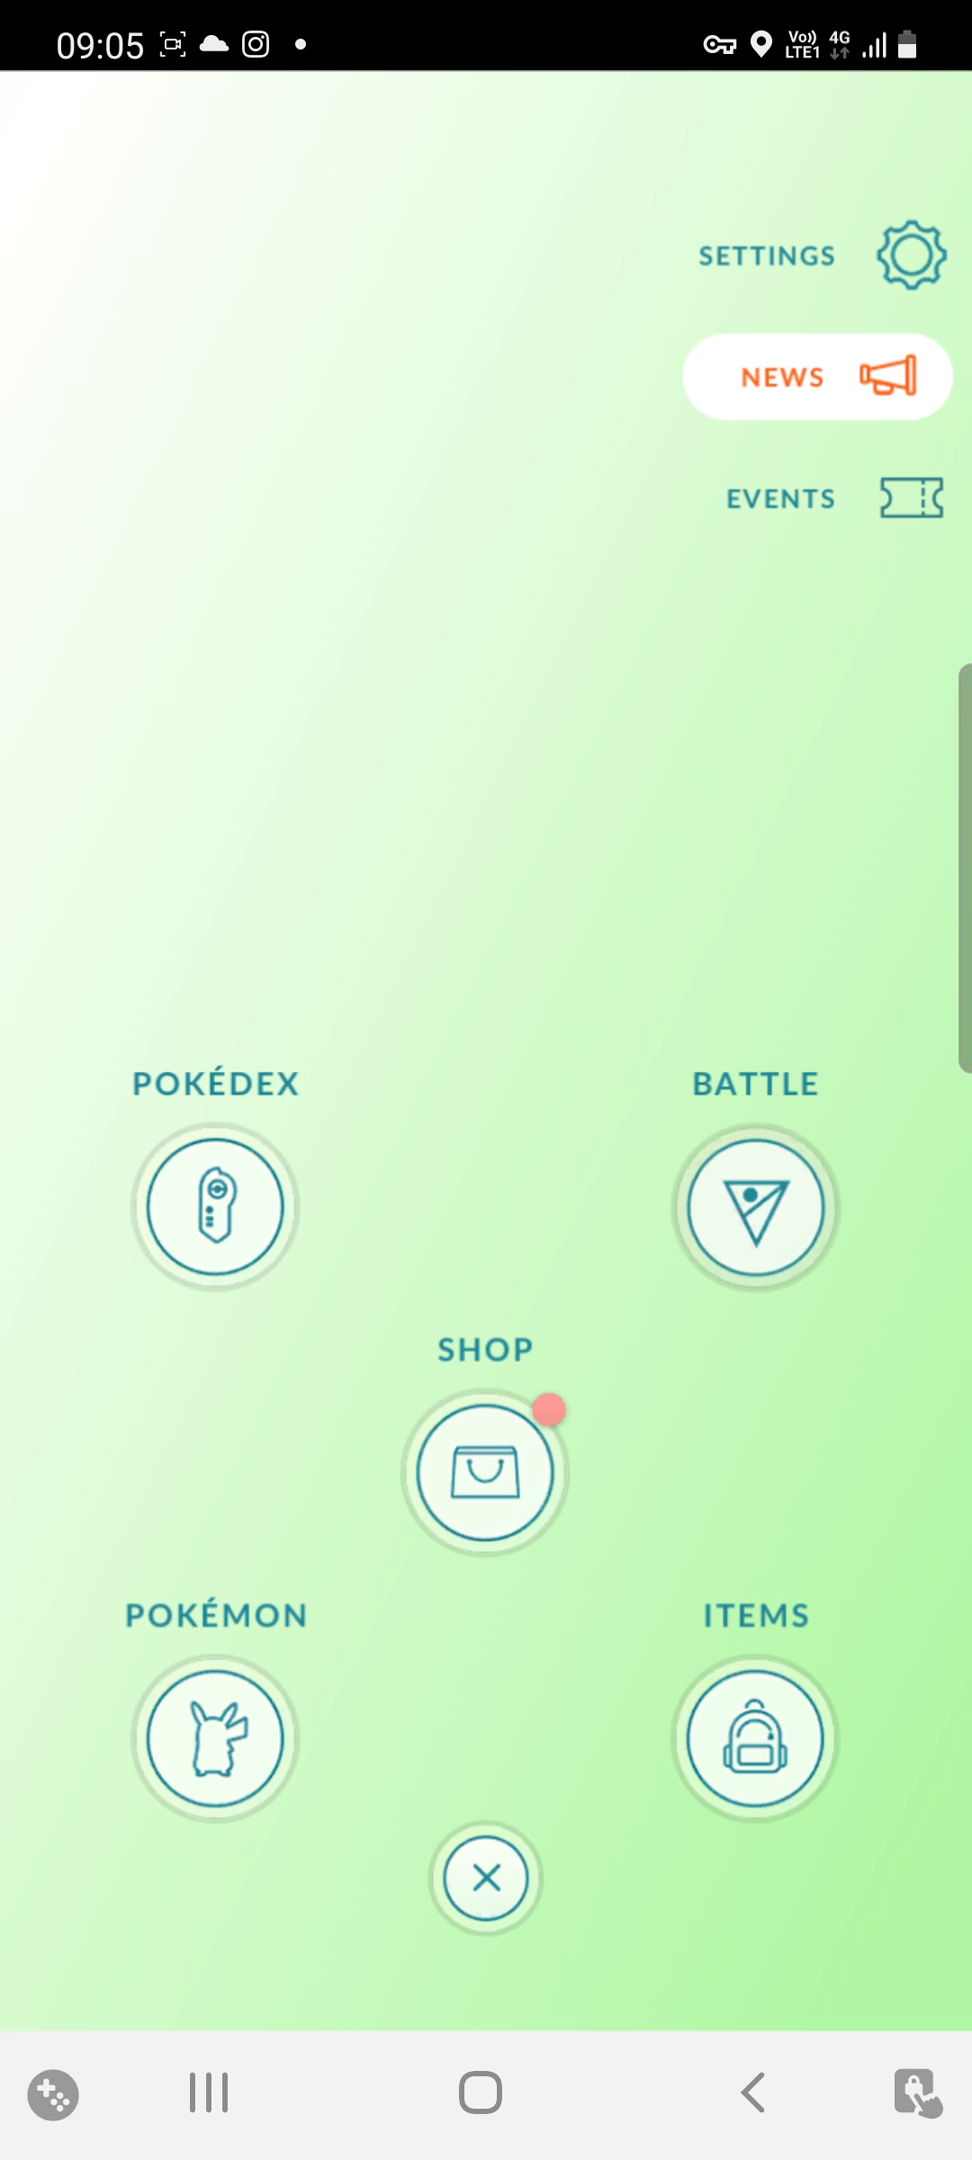 09:05 Vo)) LTE1 4G
SETTINGS
NEWS
EVENTS
POKÉDEX
BATTLE
SHOP
POKÉMON
ITEMS